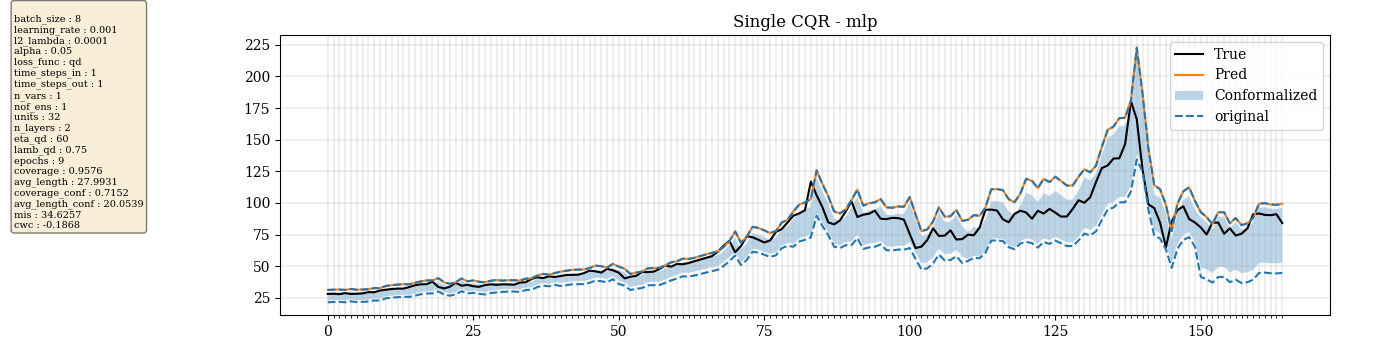 batch_size : 8
learning_rate : 0.001
l2_lambda : 0.0001
alpha : 0.05
loss_func : qd
time_steps_in : 1
time_steps_out : 1
n_vars : 1
nof_ens : 1
units : 32
n_layers : 2
eta_qd : 60
lamb_qd : 0.75
epochs : 9
coverage : 0.9576
avg_length : 27.9931
coverage_conf : 0.7152
avg_length_conf : 20.0539
mis : 34.6257
cwc : -0.1868
Single CQR - mlp
225
200
175
150
125
100
75
50
25
0 25 50 75 100 125 150
True
Pred
Conformalized
original